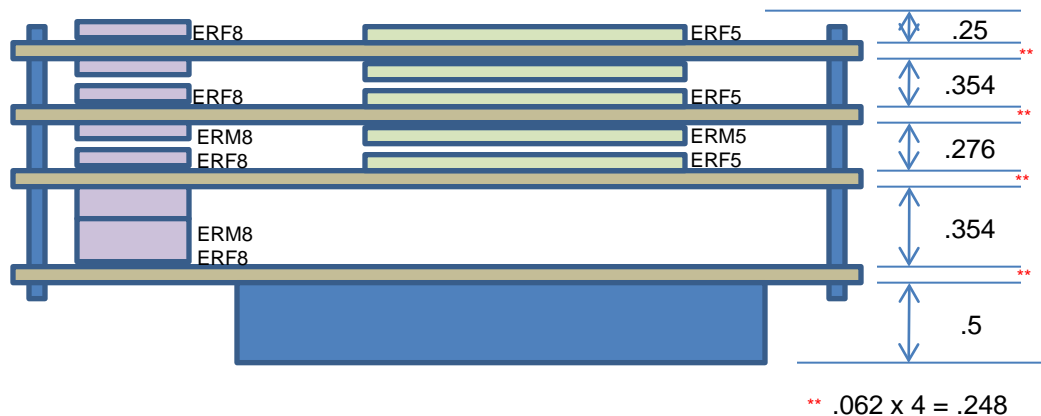 ERF8 ERF5 .25
**
.354
ERF8 ERF5
**
ERM8 ERM5 .276
ERF8 ERF5
**
.354
ERM8
ERF8
**
.5
** .062 x 4 = .248